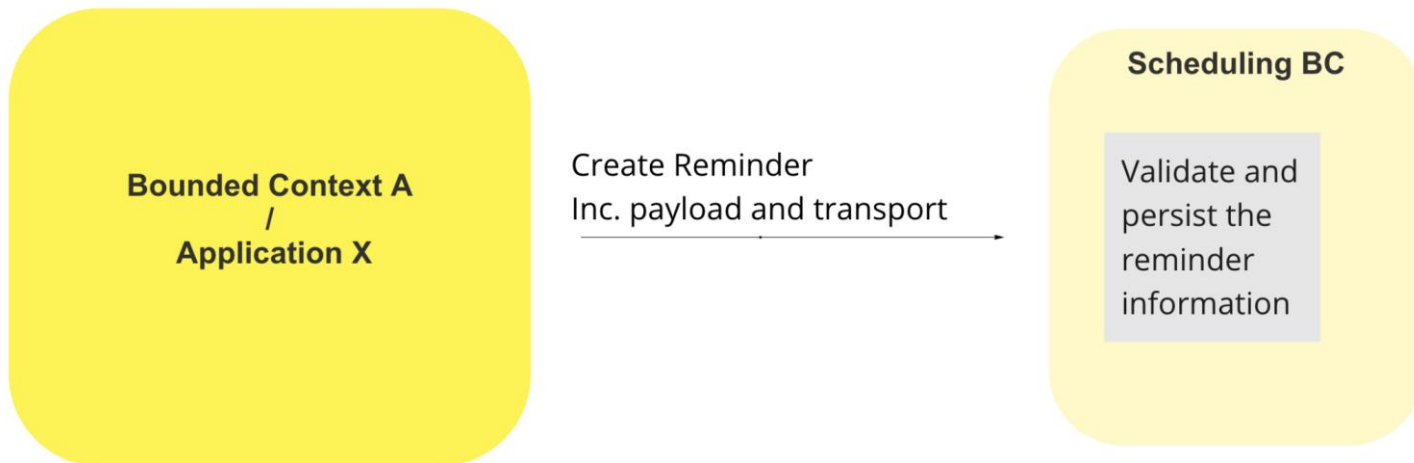 Bounded Context A
/
Application X
Create Reminder
Inc. payload and transport
Scheduling BC
Validate and
persist the
reminder
information